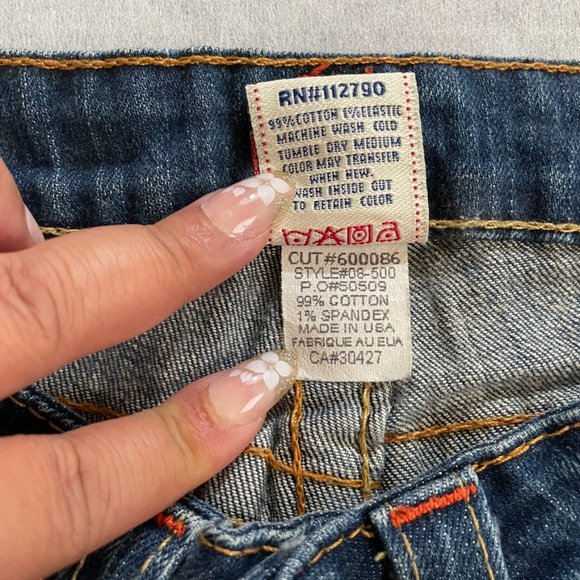 RN#112790
99%COTTON 1%ELASTIC
MACHINE WASH COLD
TUMBLE DRY MEDIUM
COLOR MAY TRANSFER
WHEN NEW.
WASH INSIDE OUT
TO RETAIN COLOR
CUT#600086
STYLE#08-500
P.O#50509
99% COTTON
1% SPANDEX
MADE IN USA
FABRIQUE AU EUA
CA#30427